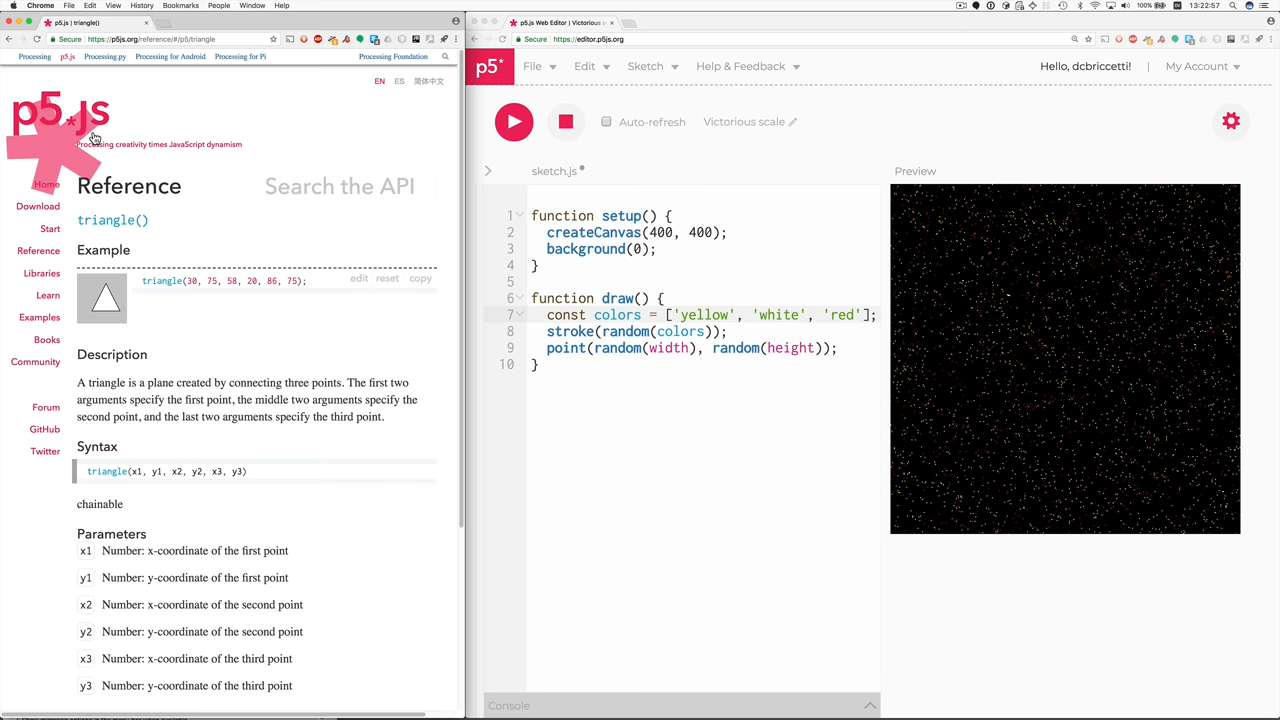 Chrome File Edit View History Bookmarks People Window Help
100% Sun 13:22:57
p5.js | triangle()
Secure https://p5js.org/reference/#/p5/triangle
Processing p5.js Processing.py Processing for Android Processing for Pi Processing Foundation
EN ES 简体中文
p5.js
Processing creativity times JavaScript dynamism
Home
Download
Start
Reference
Libraries
Learn
Examples
Books
Community
Forum
GitHub
Twitter
Reference Search the API
triangle()
Example
triangle(30, 75, 58, 20, 86, 75);
edit reset copy
Description
A triangle is a plane created by connecting three points. The first two
arguments specify the first point, the middle two arguments specify the
second point, and the last two arguments specify the third point.
Syntax
triangle(x1, y1, x2, y2, x3, y3)
chainable
Parameters
x1 Number: x-coordinate of the first point
y1 Number: y-coordinate of the first point
x2 Number: x-coordinate of the second point
y2 Number: y-coordinate of the second point
x3 Number: x-coordinate of the third point
y3 Number: y-coordinate of the third point
p5.js Web Editor | Victorious s
Secure https://editor.p5js.org
p5* File Edit Sketch Help & Feedback Hello, dcbriccetti! | My Account
Auto-refresh Victorious scale
sketch.js
1 function setup() {
2 createCanvas(400, 400);
3 background(0);
4 }
5
6 function draw() {
7 const colors = ['yellow', 'white', 'red'];
8 stroke(random(colors));
9 point(random(width), random(height));
10 }
Console
Preview